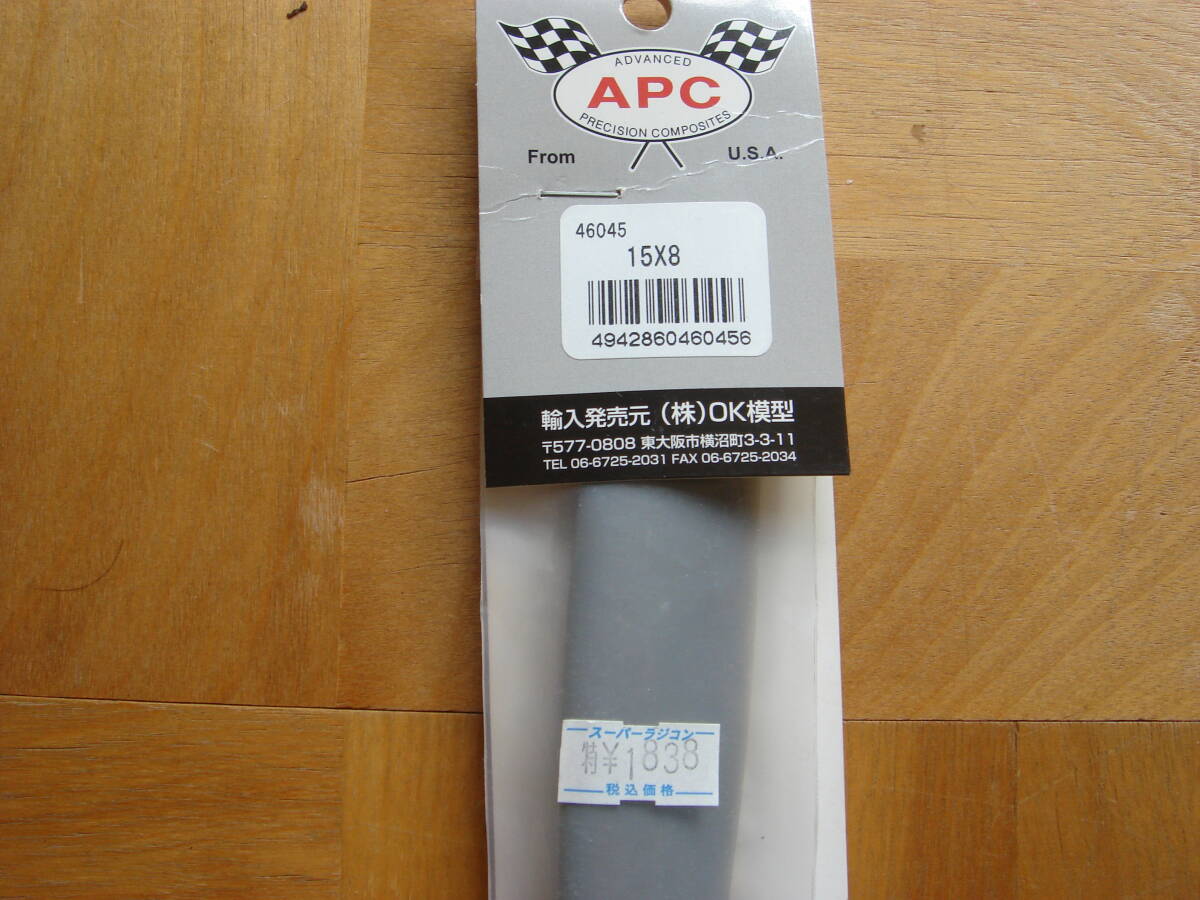 ADVANCED
APC
PRECISION COMPOSITES
From U.S.A.
46045
15X8
4942860460456
輸入発売元 (株)OK模型
〒577-0808 東大阪市横沼町3-3-11
TEL 06-6725-2031 FAX 06-6725-2034
スーパーラジコン
特¥1838
税込価格